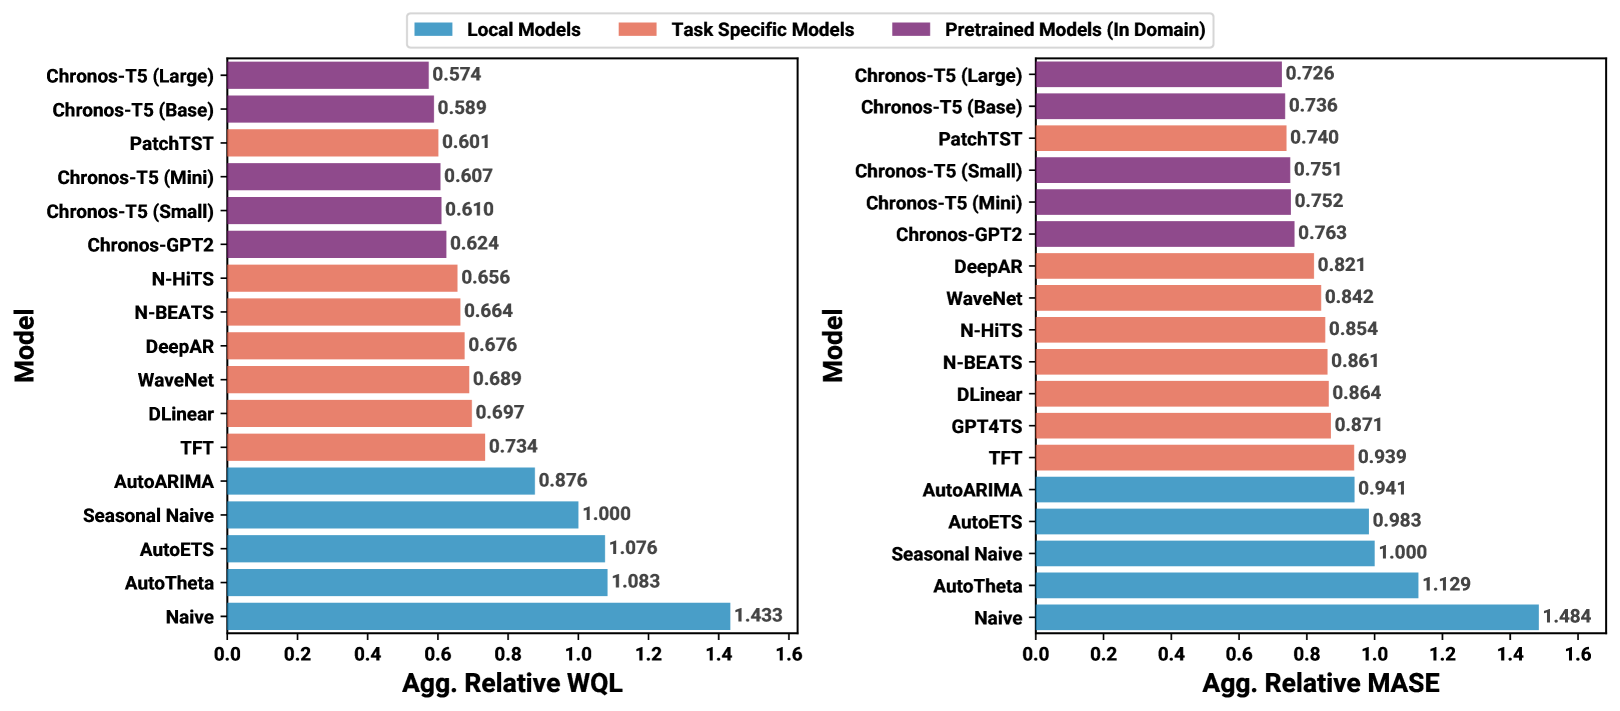 Local Models Task Specific Models Pretrained Models (In Domain)
Model
Chronos-T5 (Large) 0.574
Chronos-T5 (Base) 0.589
PatchTST 0.601
Chronos-T5 (Mini) 0.607
Chronos-T5 (Small) 0.610
Chronos-GPT2 0.624
N-HiTS 0.656
N-BEATS 0.664
DeepAR 0.676
WaveNet 0.689
DLinear 0.697
TFT 0.734
AutoARIMA 0.876
Seasonal Naive 1.000
AutoETS 1.076
AutoTheta 1.083
Naive 1.433
0.0 0.2 0.4 0.6 0.8 1.0 1.2 1.4 1.6
Agg. Relative WQL
Model
Chronos-T5 (Large) 0.726
Chronos-T5 (Base) 0.736
PatchTST 0.740
Chronos-T5 (Small) 0.751
Chronos-T5 (Mini) 0.752
Chronos-GPT2 0.763
DeepAR 0.821
WaveNet 0.842
N-HiTS 0.854
N-BEATS 0.861
DLinear 0.864
GPT4TS 0.871
TFT 0.939
AutoARIMA 0.941
AutoETS 0.983
Seasonal Naive 1.000
AutoTheta 1.129
Naive 1.484
0.0 0.2 0.4 0.6 0.8 1.0 1.2 1.4 1.6
Agg. Relative MASE